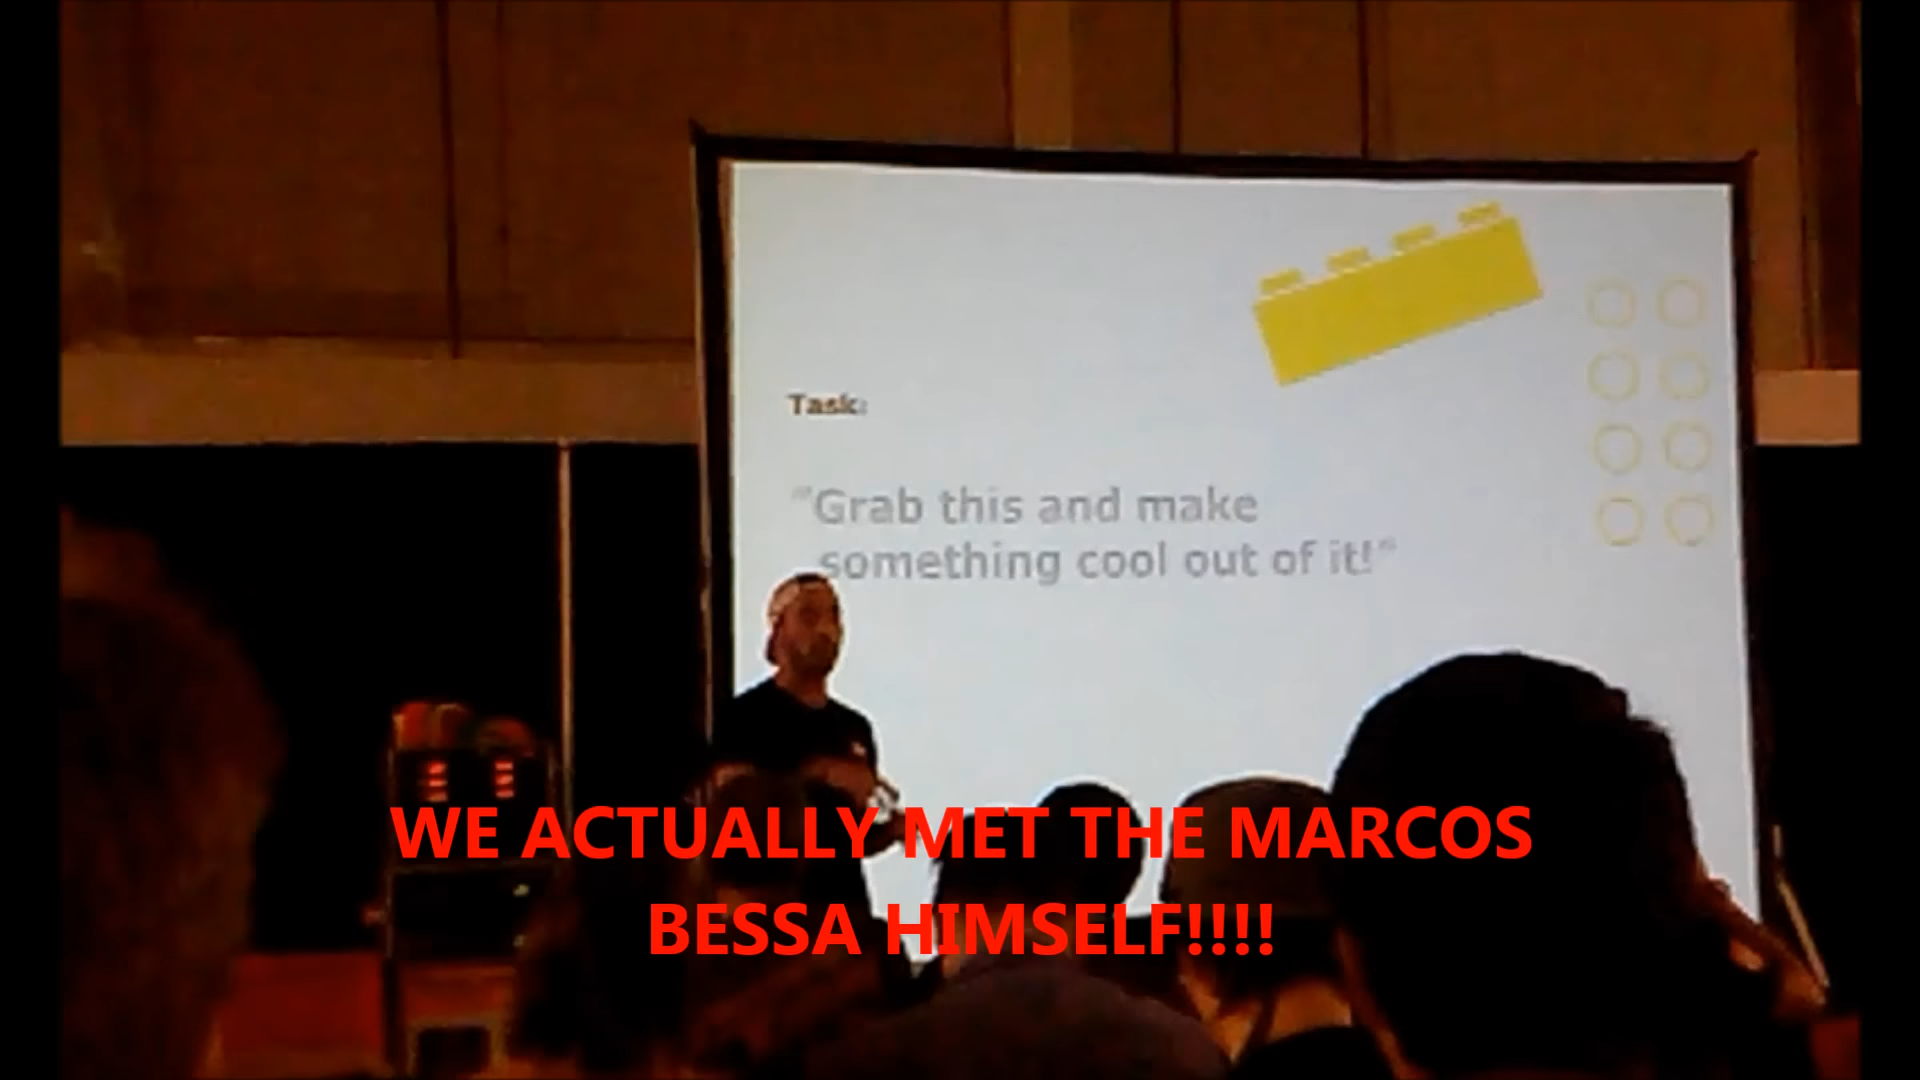 Task:
"Grab this and make
something cool out of it!"
WE ACTUALLY MET THE MARCOS
BESSA HIMSELF!!!!